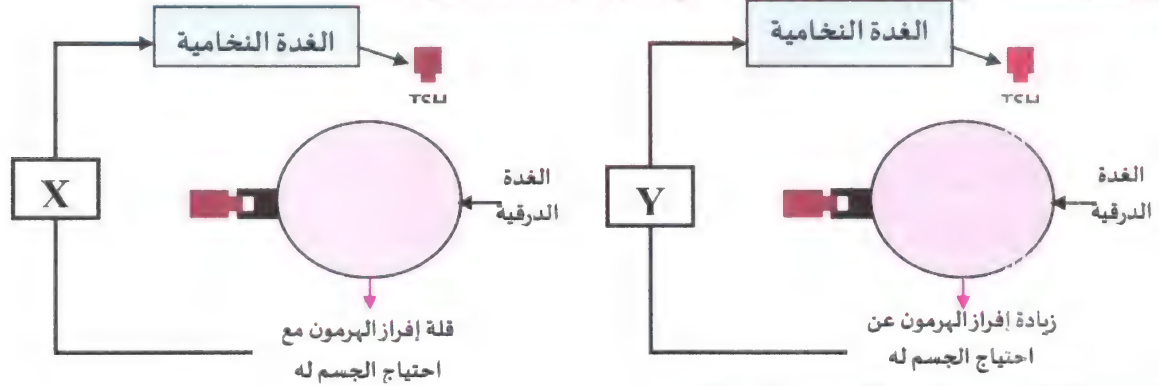 الغدة النخامية
TSH
X
الغدة
الدرقية
قلة إفراز الهرمون مع
احتياج الجسم له
الغدة النخامية
TSH
Y
الغدة
الدرقية
زيادة إفراز الهرمون عن
احتياج الجسم له